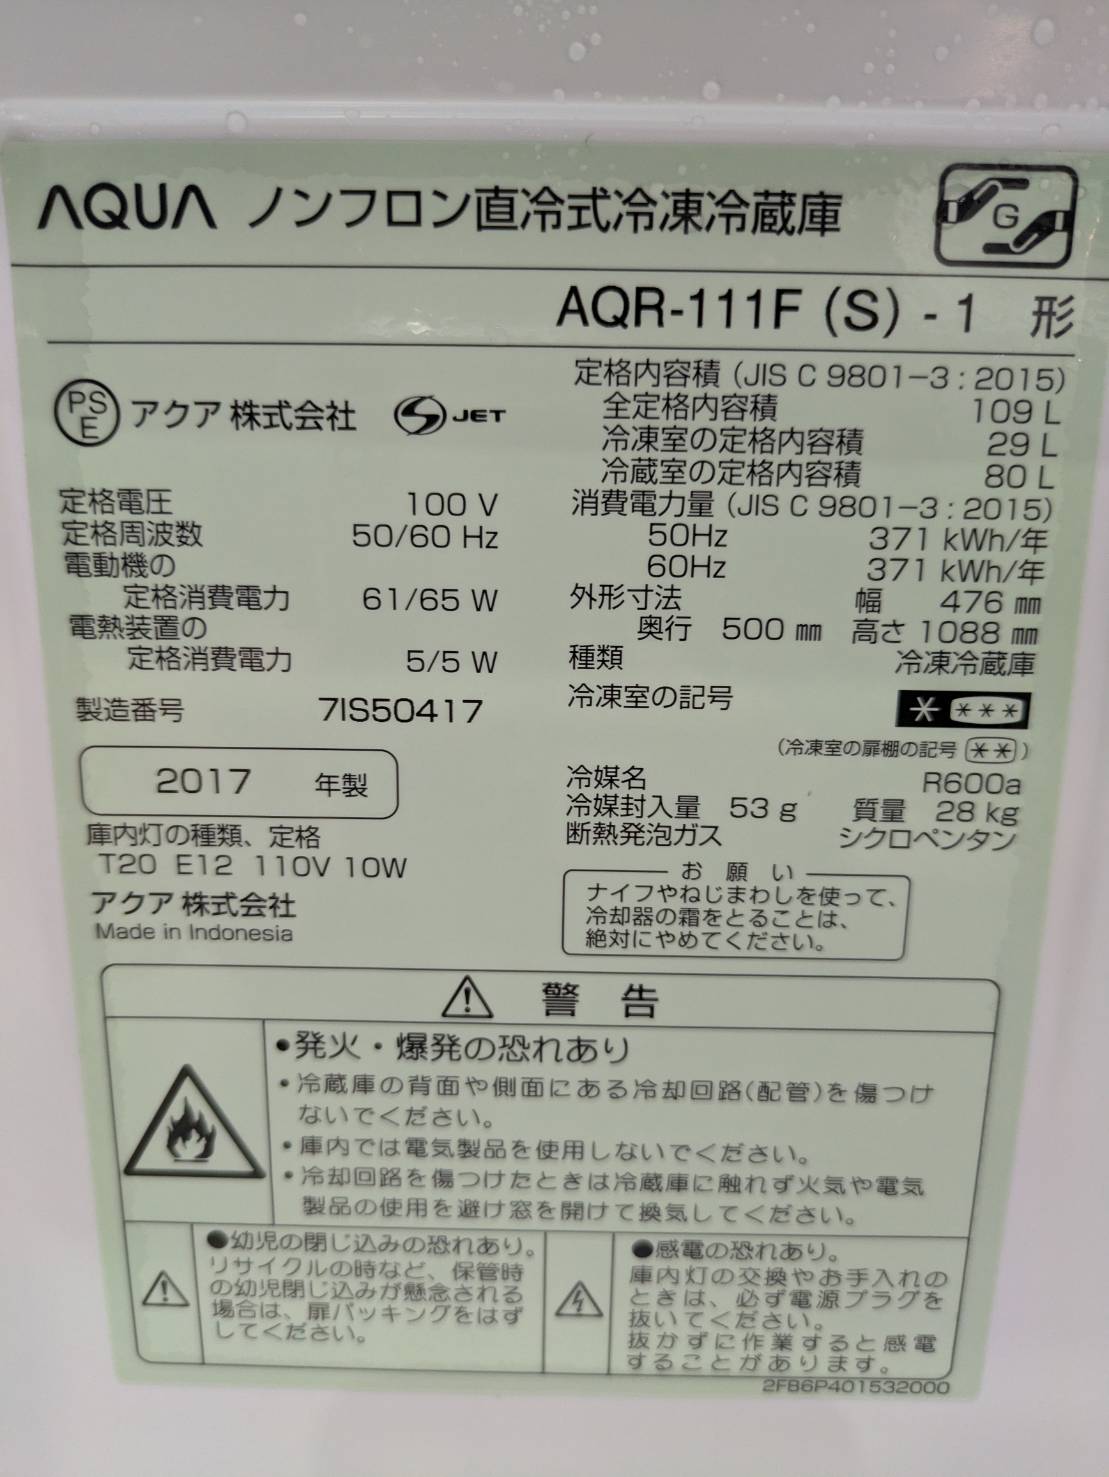 AQUA ノンフロン直冷式冷凍冷蔵庫
G
AQR-111F (S) - 1 形
PSE アクア 株式会社 S JET
定格電圧 100 V
定格周波数 50/60 Hz
電動機の
定格消費電力 61/65 W
電熱装置の
定格消費電力 5/5 W
製造番号 7IS50417
2017 年製
庫内灯の種類、定格
T20 E12 110V 10W
アクア 株式会社
Made in Indonesia
定格内容積 (JIS C 9801-3 : 2015)
全定格内容積 109 L
冷凍室の定格内容積 29 L
冷蔵室の定格内容積 80 L
消費電力量 (JIS C 9801-3 : 2015)
50Hz 371 kWh/年
60Hz 371 kWh/年
外形寸法 幅 476 ㎜
奥行 500 ㎜ 高さ 1088 ㎜
種類 冷凍冷蔵庫
冷凍室の記号 * ***
(冷凍室の扉棚の記号 ** )
冷媒名 R600a
冷媒封入量 53 g 質量 28 kg
断熱発泡ガス シクロペンタン
お 願 い
ナイフやねじまわしを使って、
冷却器の霜をとることは、
絶対にやめてください。
⚠ 警 告
•発火・爆発の恐れあり
•冷蔵庫の背面や側面にある冷却回路(配管)を傷つけ
ないでください。
•庫内では電気製品を使用しないでください。
•冷却回路を傷つけたときは冷蔵庫に触れず火気や電気
製品の使用を避け窓を開けて換気してください。
●幼児の閉じ込みの恐れあり。
リサイクルの時など、保管時
の幼児閉じ込みが懸念される
場合は、扉パッキングをはず
してください。
●感電の恐れあり。
庫内灯の交換やお手入れの
ときは、必ず電源プラグを
抜いてください。
抜かずに作業すると感電
することがあります。
2FB6P401532000